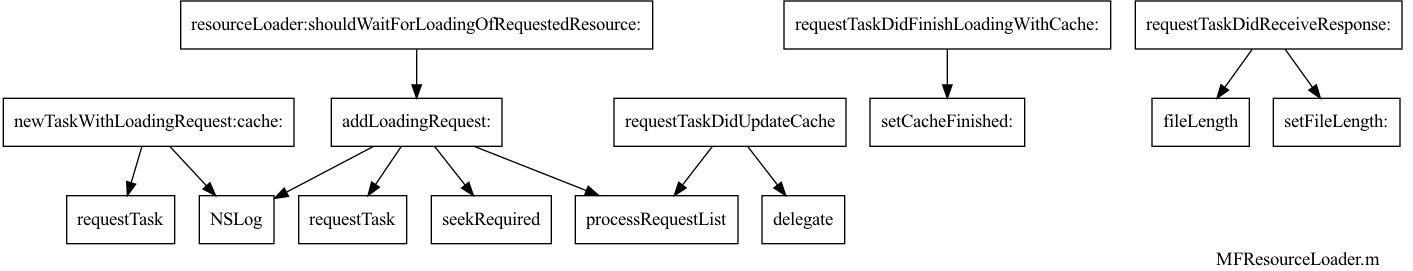 resourceLoader:shouldWaitForLoadingOfRequestedResource:
requestTaskDidFinishLoadingWithCache:
requestTaskDidReceiveResponse:
newTaskWithLoadingRequest:cache:
addLoadingRequest:
requestTaskDidUpdateCache
setCacheFinished:
fileLength
setFileLength:
requestTask
NSLog
requestTask
seekRequired
processRequestList
delegate
MFResourceLoader.m